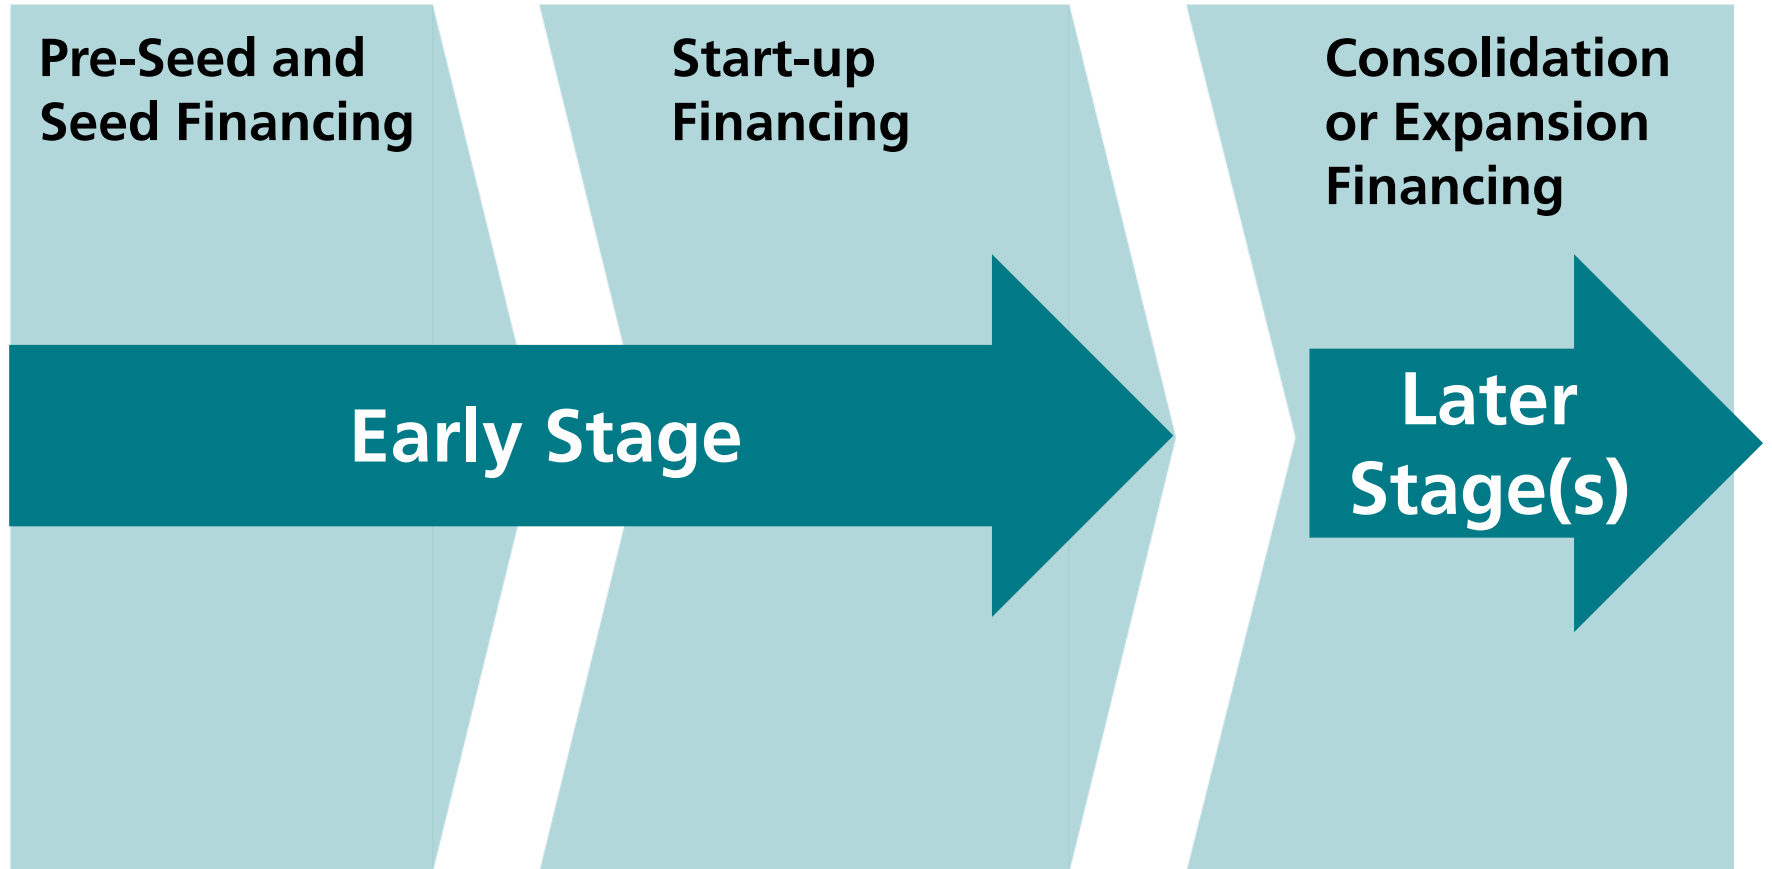 Pre-Seed and
Seed Financing
Start-up
Financing
Consolidation
or Expansion
Financing
Early Stage
Later
Stage(s)